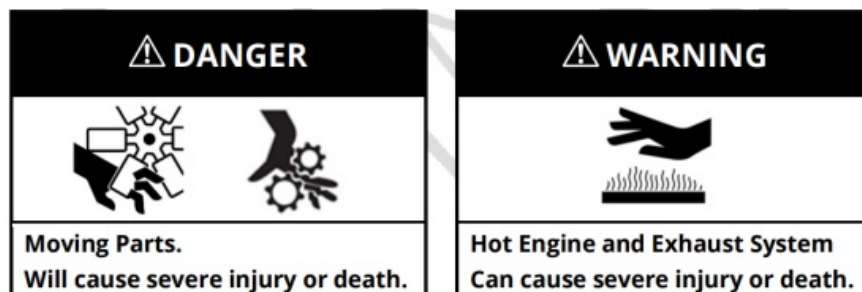 ⚠ DANGER
Moving Parts.
Will cause severe injury or death.
⚠ WARNING
Hot Engine and Exhaust System
Can cause severe injury or death.